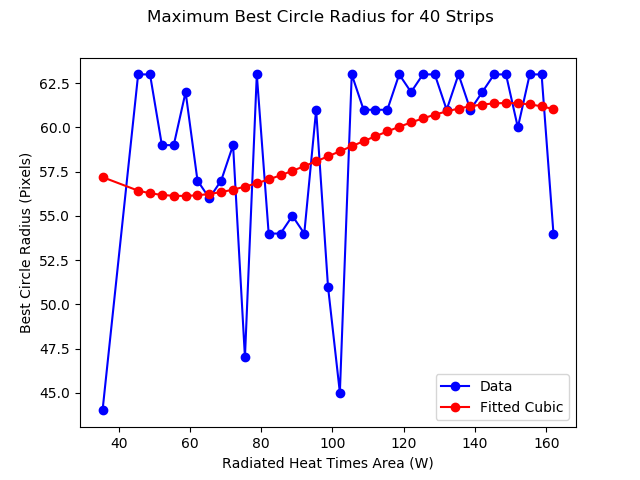 Maximum Best Circle Radius for 40 Strips
62.5
60.0
57.5
55.0
52.5
50.0
47.5
45.0
Best Circle Radius (Pixels)
40 60 80 100 120 140 160
Radiated Heat Times Area (W)
Data
Fitted Cubic